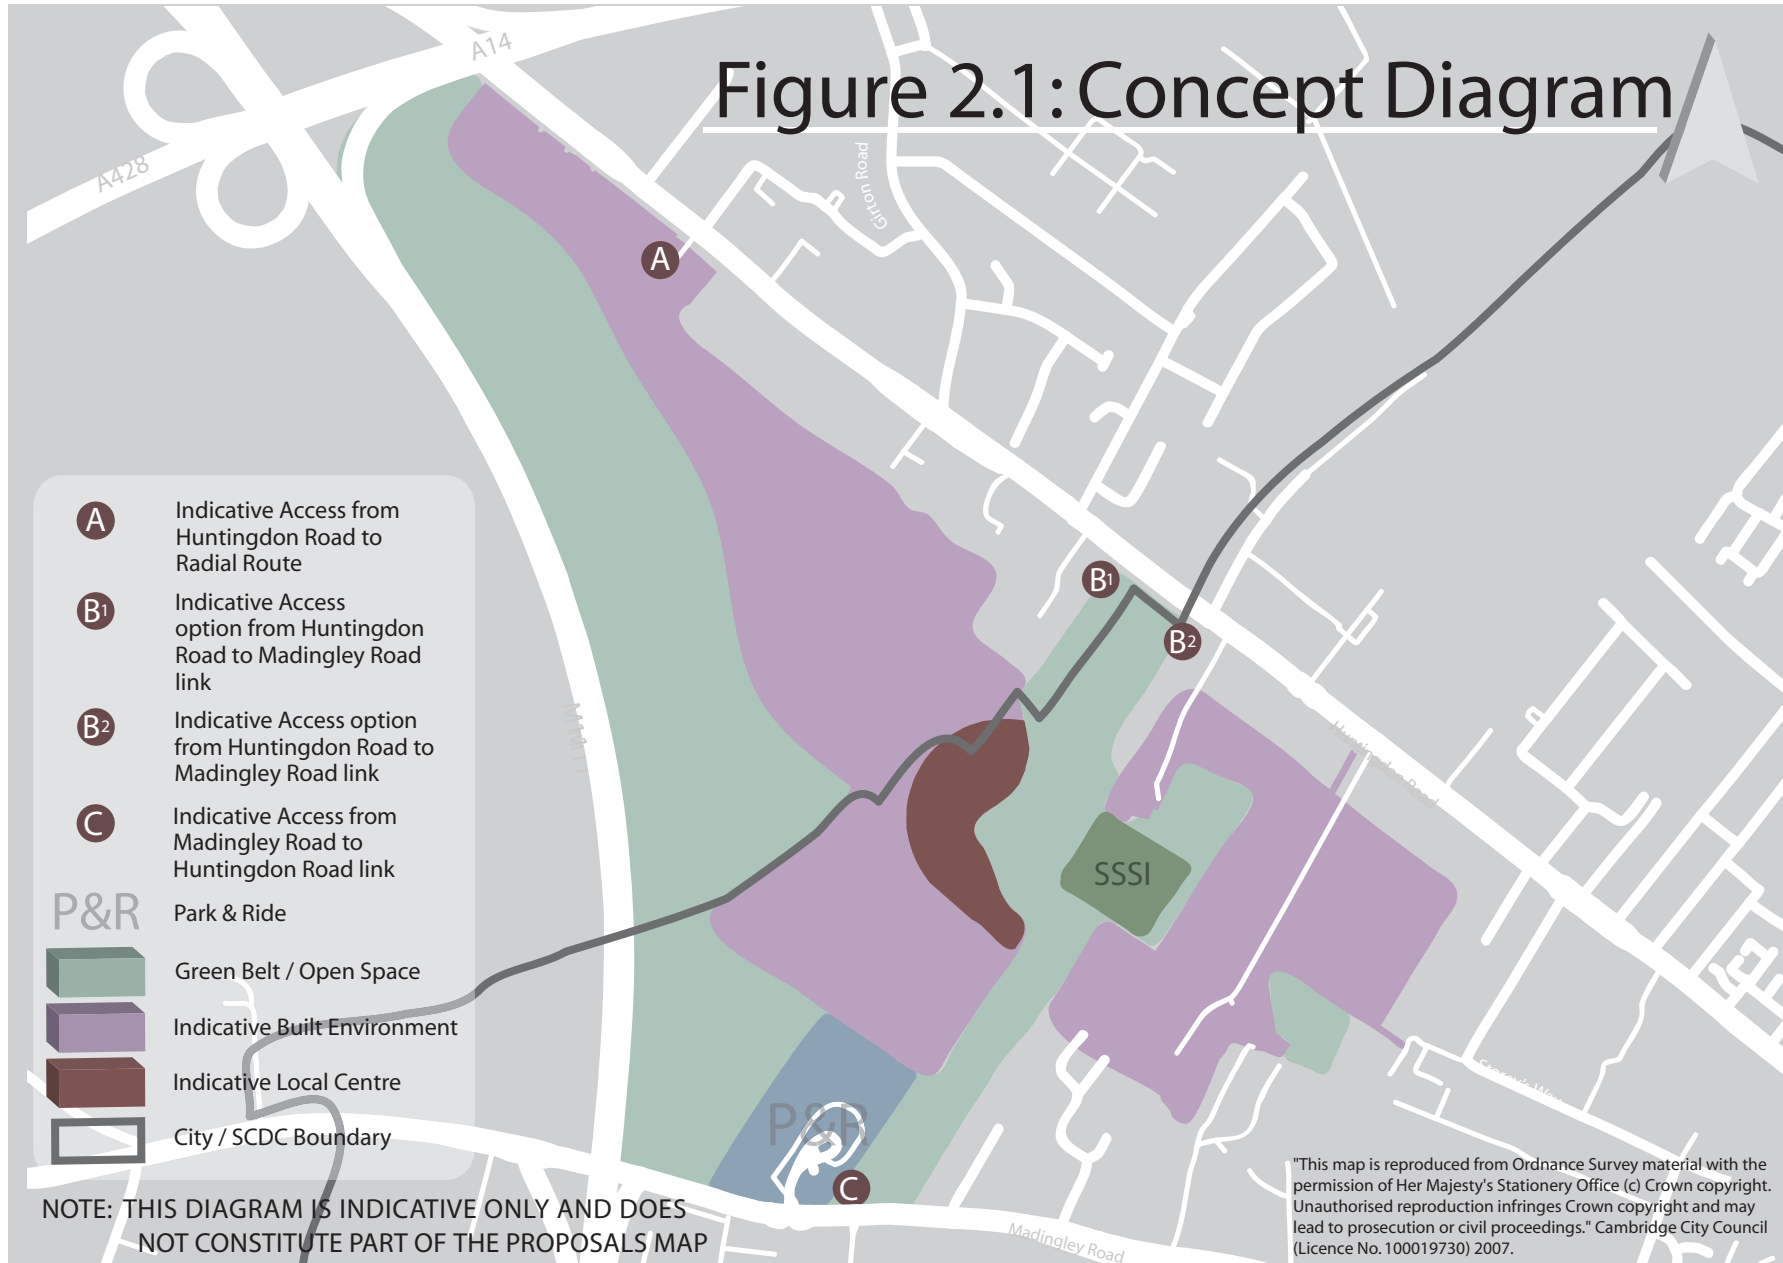 Figure 2.1: Concept Diagram
A14
A428
Girton Road
A
B1
B2
Huntingdon Road
SSSI
Storey's Way
P&R
C
Madingley Road
A
Indicative Access from
Huntingdon Road to
Radial Route
B1
Indicative Access
option from Huntingdon
Road to Madingley Road
link
B2
Indicative Access option
from Huntingdon Road to
Madingley Road link
C
Indicative Access from
Madingley Road to
Huntingdon Road link
P&R
Park & Ride
Green Belt / Open Space
Indicative Built Environment
Indicative Local Centre
City / SCDC Boundary
NOTE: THIS DIAGRAM IS INDICATIVE ONLY AND DOES
NOT CONSTITUTE PART OF THE PROPOSALS MAP
"This map is reproduced from Ordnance Survey material with the
permission of Her Majesty's Stationery Office (c) Crown copyright.
Unauthorised reproduction infringes Crown copyright and may
lead to prosecution or civil proceedings." Cambridge City Council
(Licence No. 100019730) 2007.